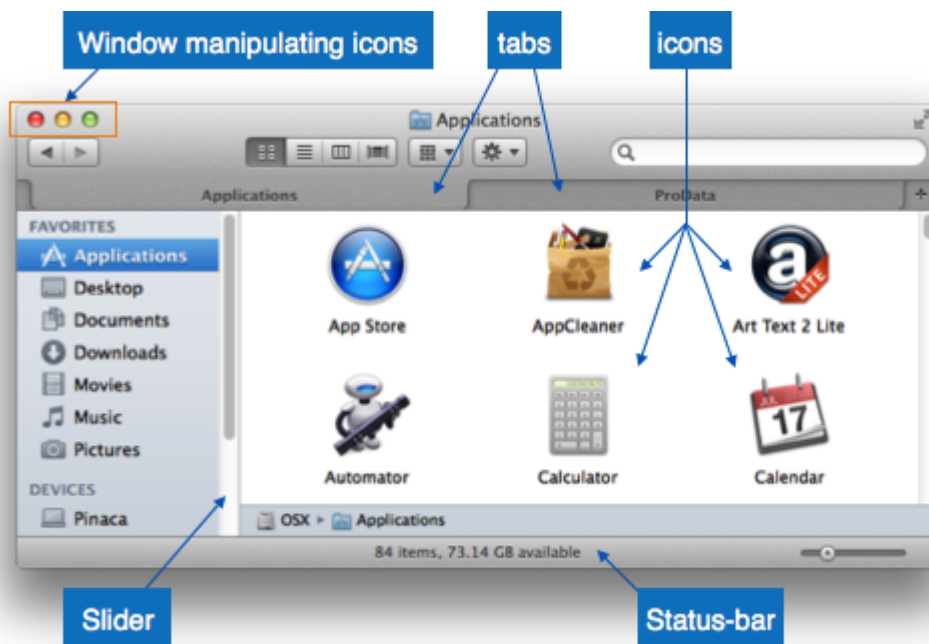 Window manipulating icons
tabs
icons
Applications
Applications
ProData
FAVORITES
Applications
Desktop
Documents
Downloads
Movies
Music
Pictures
DEVICES
Pinaca
App Store
AppCleaner
a
LITE
Art Text 2 Lite
Automator
Calculator
JUL
17
Calendar
OSX ▸ Applications
84 items, 73.14 GB available
Slider
Status-bar